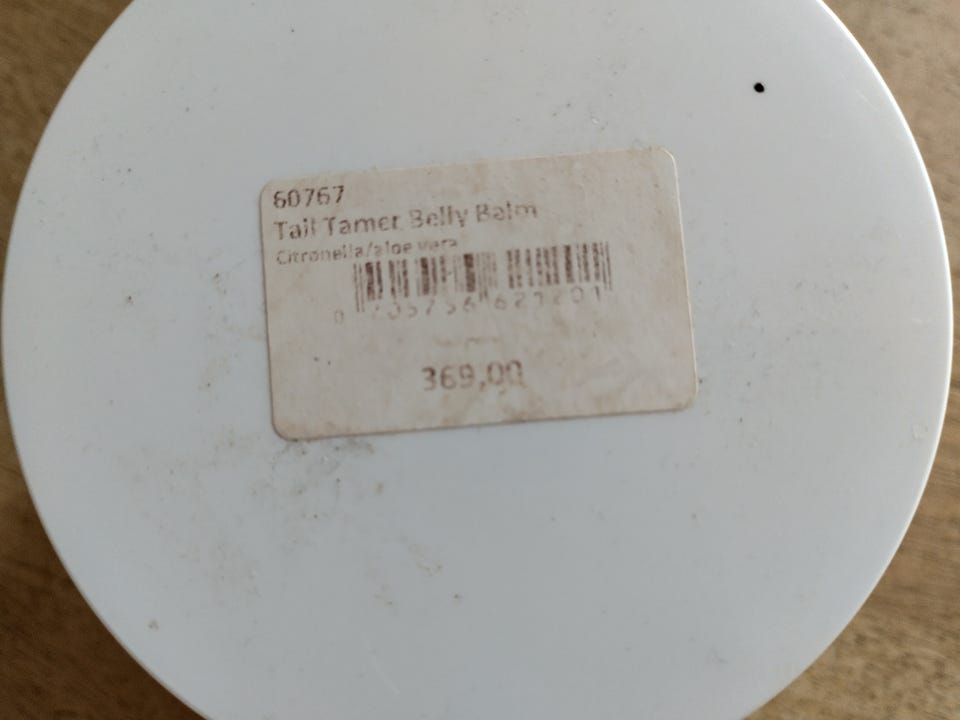 60767
Tail Tamer Belly Balm
Citronella/aloe vera
369,00